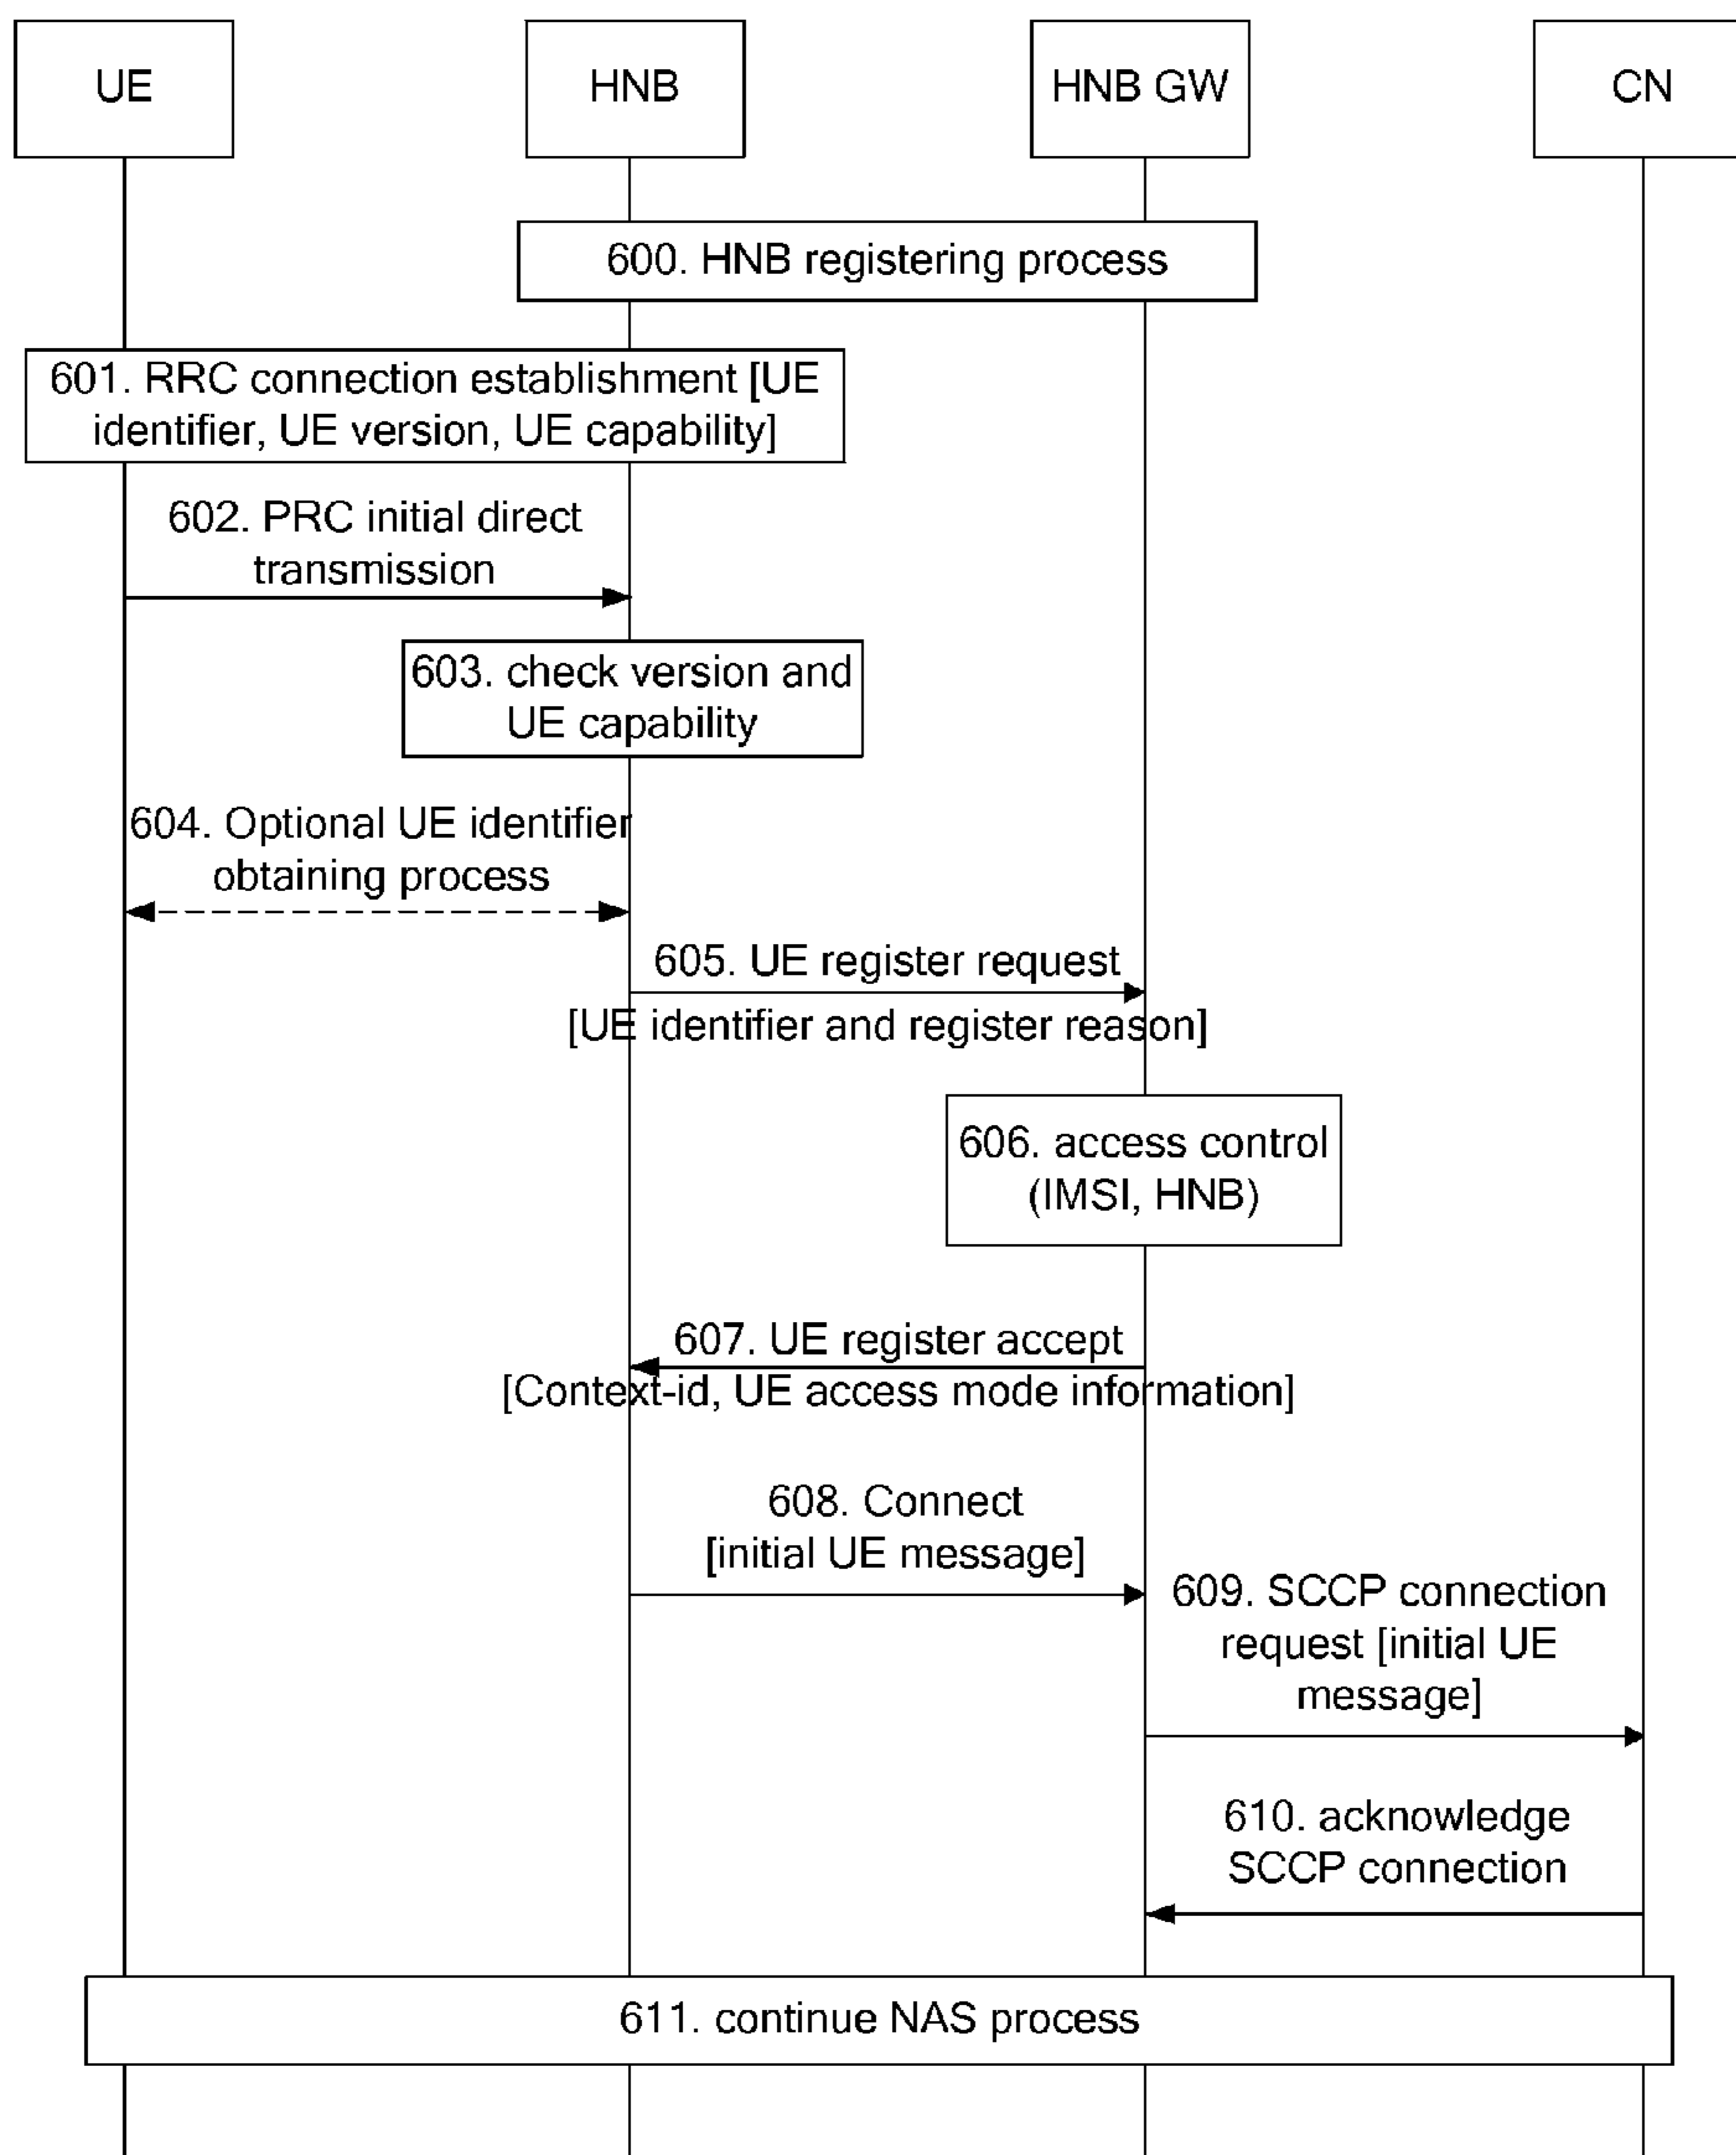 UE
HNB
HNB GW
CN
600. HNB registering process
601. RRC connection establishment [UE
identifier, UE version, UE capability]
602. PRC initial direct
transmission
603. check version and
UE capability
604. Optional UE identifier
obtaining process
605. UE register request
[UE identifier and register reason]
606. access control
(IMSI, HNB)
607. UE register accept
[Context-id, UE access mode information]
608. Connect
[initial UE message]
609. SCCP connection
request [initial UE
message]
610. acknowledge
SCCP connection
611. continue NAS process